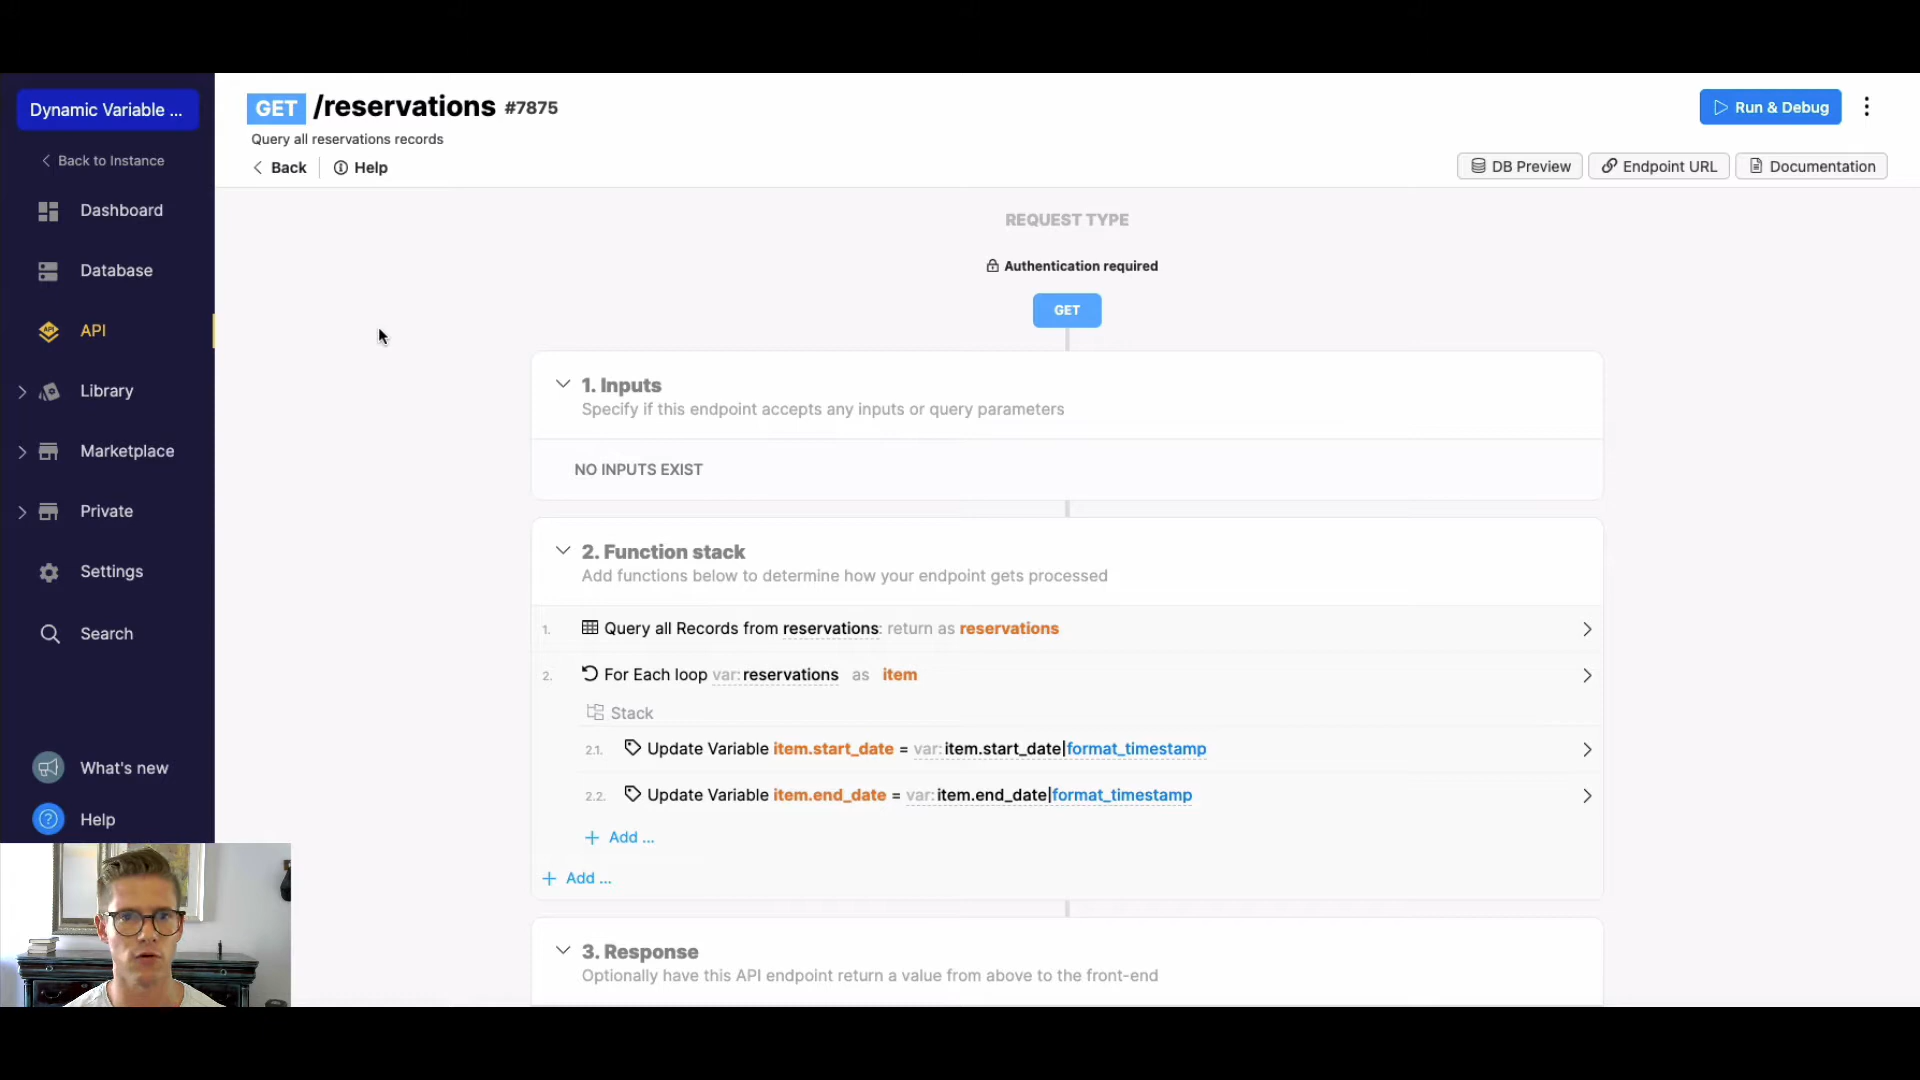 Dynamic Variable ...
Back to Instance
Dashboard
Database
API
Library
Marketplace
Private
Settings
Search
What's new
Help
GET /reservations #7875
Query all reservations records
Back
Help
Run & Debug
DB Preview
Endpoint URL
Documentation
REQUEST TYPE
Authentication required
GET
1. Inputs
Specify if this endpoint accepts any inputs or query parameters
NO INPUTS EXIST
2. Function stack
Add functions below to determine how your endpoint gets processed
1. Query all Records from reservations: return as reservations
2. For Each loop var: reservations as item
Stack
2.1. Update Variable item.start_date = var: item.start_date|format_timestamp
2.2. Update Variable item.end_date = var: item.end_date|format_timestamp
+ Add ...
+ Add ...
3. Response
Optionally have this API endpoint return a value from above to the front-end